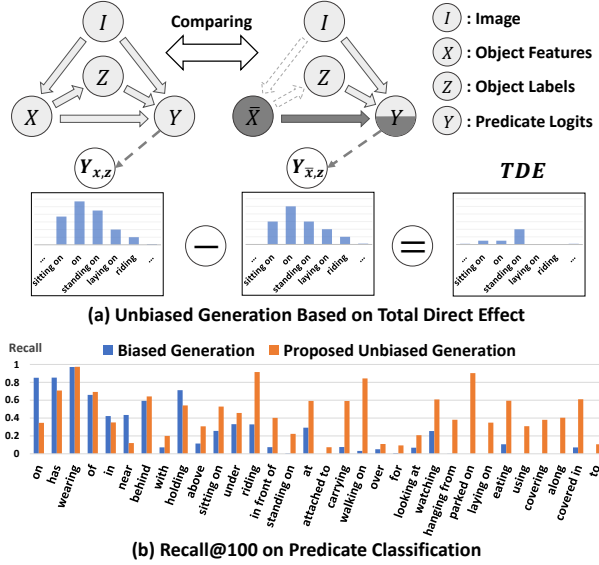 I
Comparing
I
I : Image
Z
Z
X : Object Features
X
Y
X̄
Y
Z : Object Labels
Y : Predicate Logits
Yx,z
Yx̄,z
TDE
... sitting on on standing on laying on riding ...
... sitting on on standing on laying on riding ...
... sitting on on standing on laying on riding ...
(a) Unbiased Generation Based on Total Direct Effect
Recall
Biased Generation Proposed Unbiased Generation
1
0.8
0.6
0.4
0.2
0
on has wearing of in near behind with holding above sitting on under riding in front of standing on at attached to carrying walking on over for looking at watching hanging from parked on laying on eating using covering along covered in to
(b) Recall@100 on Predicate Classification